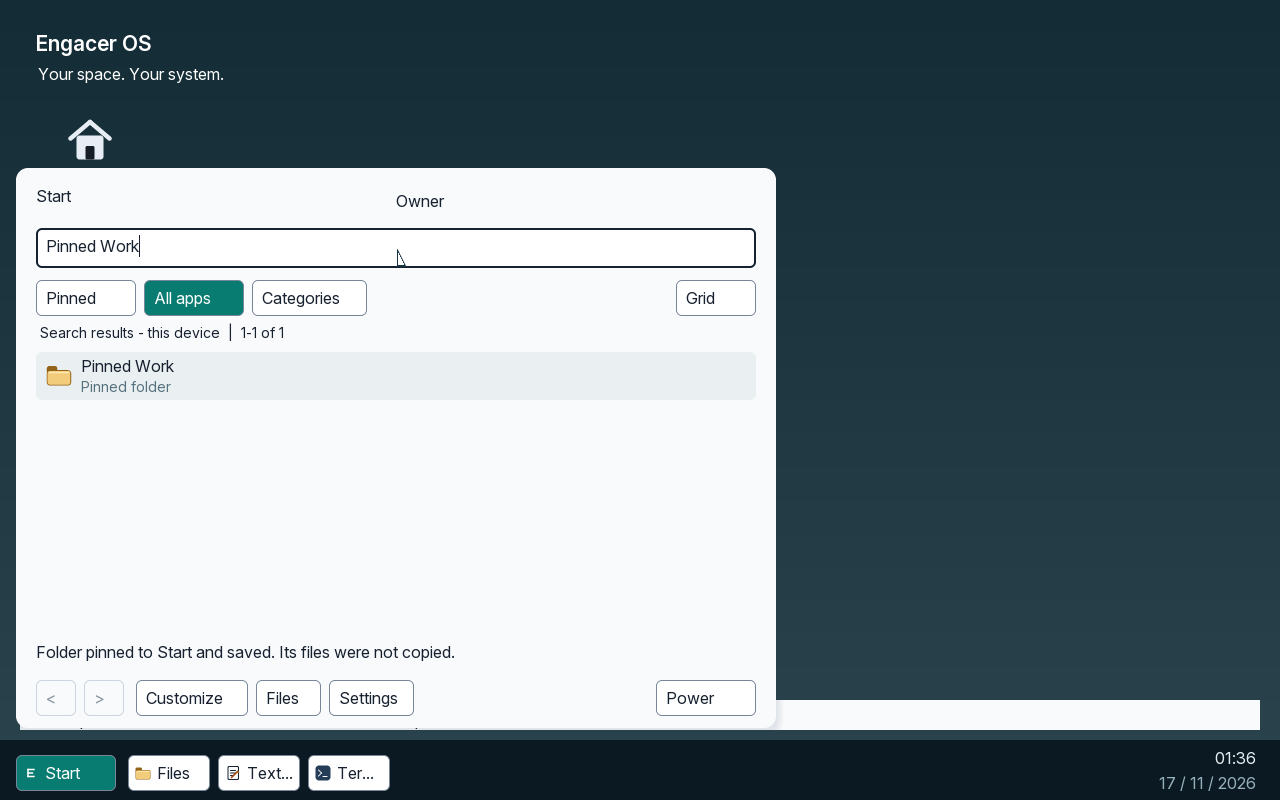 Engacer OS
Your space. Your system.
Start
Owner
Pinned Work
Pinned
All apps
Categories
Grid
Search results - this device | 1-1 of 1
Pinned Work
Pinned folder
Folder pinned to Start and saved. Its files were not copied.
<
>
Customize
Files
Settings
Power
Start
Files
Text...
Ter...
01:36
17 / 11 / 2026